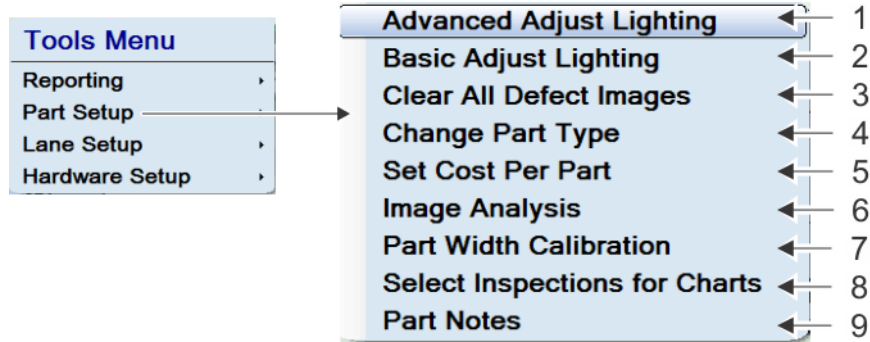 Tools Menu
Reporting
Part Setup
Lane Setup
Hardware Setup
Advanced Adjust Lighting 1
Basic Adjust Lighting 2
Clear All Defect Images 3
Change Part Type 4
Set Cost Per Part 5
Image Analysis 6
Part Width Calibration 7
Select Inspections for Charts 8
Part Notes 9